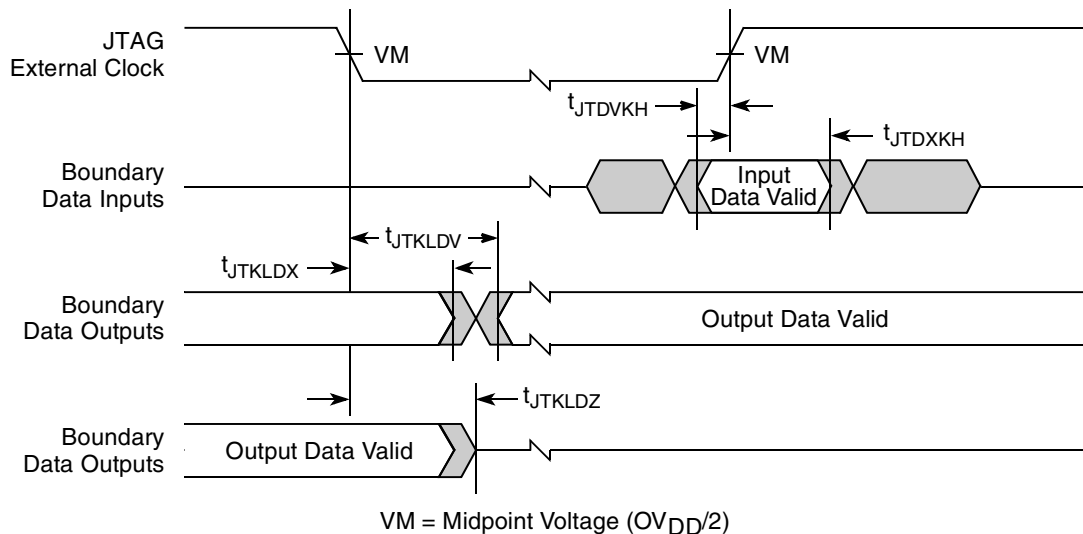 JTAG
External Clock
VM
VM
tJTDVKH
tJTDXKH
Boundary
Data Inputs
Input
Data Valid
tJTKLDV
tJTKLDX
Boundary
Data Outputs
Output Data Valid
tJTKLDZ
Boundary
Data Outputs
Output Data Valid
VM = Midpoint Voltage (OVDD/2)